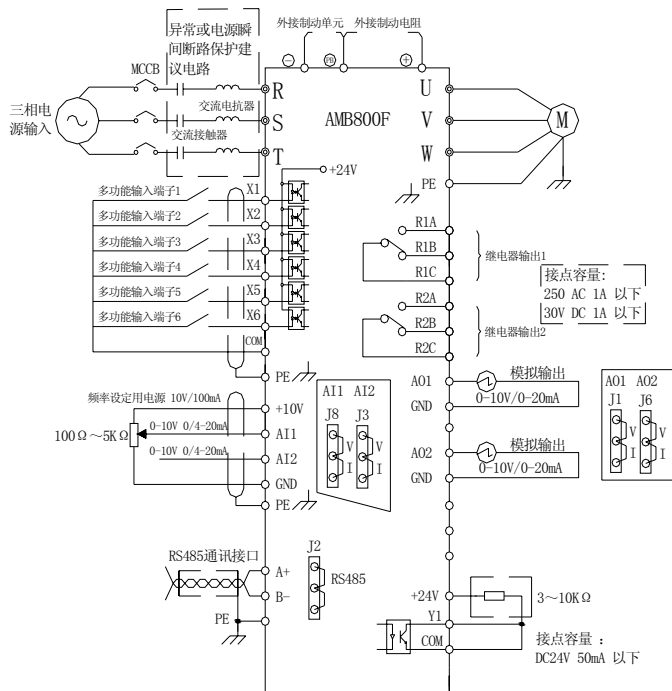 异常或电源瞬
间断路保护建
议电路
外接制动单元
外接制动电阻
MCCB
−
PB
+
三相电
源输入
交流电抗器
交流接触器
R
S
T
AMB800F
U
V
W
M
PE
+24V
多功能输入端子1
X1
多功能输入端子2
X2
多功能输入端子3
X3
多功能输入端子4
X4
多功能输入端子5
X5
多功能输入端子6
X6
COM
PE
R1A
R1B
R1C
继电器输出1
R2A
R2B
R2C
继电器输出2
接点容量:
250 AC 1A 以下
30V DC 1A 以下
频率设定用电源 10V/100mA
+10V
100Ω～5KΩ
0-10V 0/4-20mA
AI1
0-10V 0/4-20mA
AI2
GND
PE
AI1 AI2
J8 J3
V V
I I
AO1
模拟输出
GND
0-10V/0-20mA
AO2
模拟输出
GND
0-10V/0-20mA
AO1 AO2
J1 J6
V V
I I
RS485通讯接口
A+
B-
PE
J2
RS485
+24V
3～10KΩ
Y1
COM
接点容量：
DC24V 50mA 以下